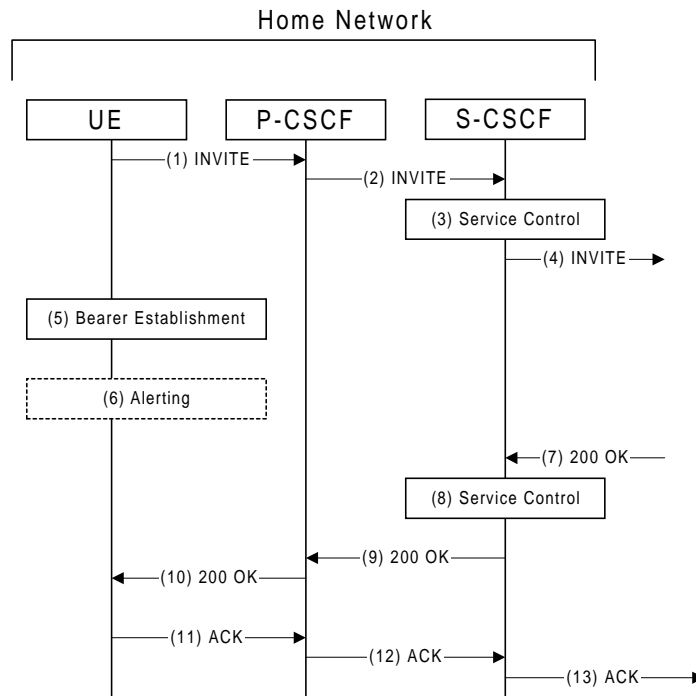 Home Network
UE
P-CSCF
S-CSCF
(1) INVITE
(2) INVITE
(3) Service Control
(4) INVITE
(5) Bearer Establishment
(6) Alerting
(7) 200 OK
(8) Service Control
(9) 200 OK
(10) 200 OK
(11) ACK
(12) ACK
(13) ACK